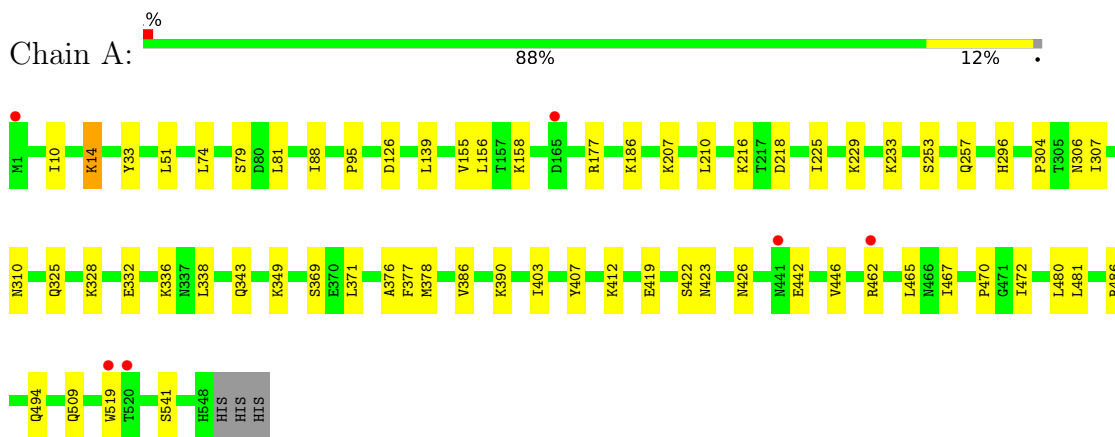 .%
Chain A:
88% 12% •
M1 I10 K14 Y33 L51 L74 S79 D80 L81 I88 P95 D126 L139 V155 L156 T157 K158 D165 R177 K186 K207 L210 K216 T217 D218 I225 K229 K233 S253 Q257 H296 P304 T305 N306 I307
N310 Q325 K328 E332 K336 N337 L338 Q343 K349 S369 E370 L371 A376 F377 M378 V386 K390 I403 Y407 K412 E419 S422 N423 N426 N441 E442 V446 R462 L465 N466 I467 P470 G471 I472 L480 L481
Q494 Q509 W519 T520 S541 H548 HIS HIS HIS